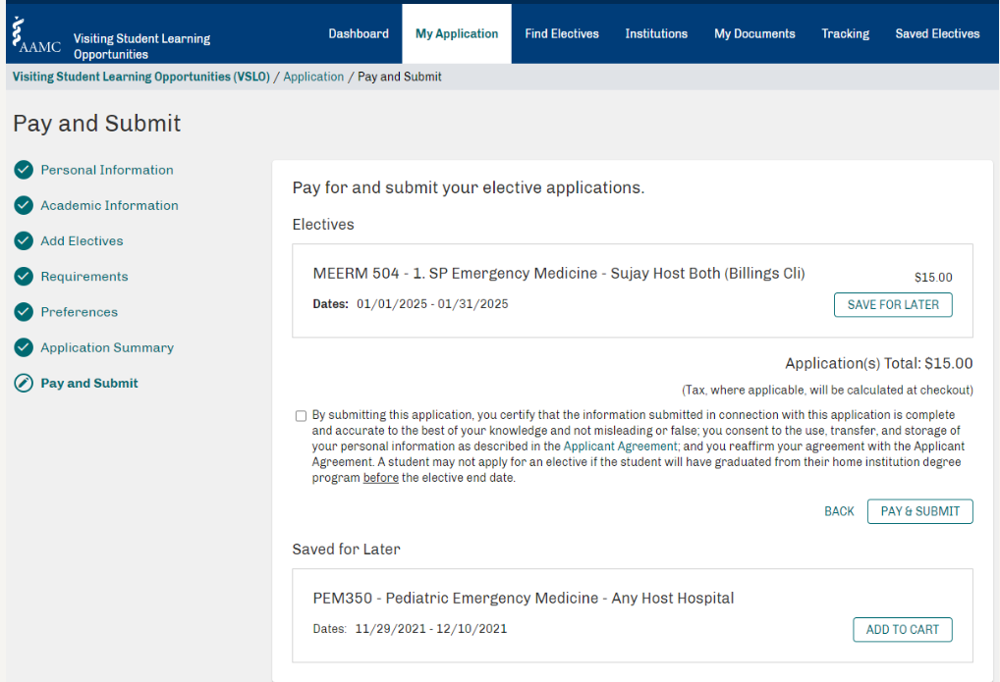 AAMC
Visiting Student Learning
Opportunities
Dashboard
My Application
Find Electives
Institutions
My Documents
Tracking
Saved Electives
Visiting Student Learning Opportunities (VSLO) / Application / Pay and Submit
Pay and Submit
Personal Information
Academic Information
Add Electives
Requirements
Preferences
Application Summary
Pay and Submit
Pay for and submit your elective applications.
Electives
MEERM 504 - 1. SP Emergency Medicine - Sujay Host Both (Billings Cli)
$15.00
Dates: 01/01/2025 - 01/31/2025
SAVE FOR LATER
Application(s) Total: $15.00
(Tax, where applicable, will be calculated at checkout)
By submitting this application, you certify that the information submitted in connection with this application is complete
and accurate to the best of your knowledge and not misleading or false; you consent to the use, transfer, and storage of
your personal information as described in the Applicant Agreement; and you reaffirm your agreement with the Applicant
Agreement. A student may not apply for an elective if the student will have graduated from their home institution degree
program before the elective end date.
BACK
PAY & SUBMIT
Saved for Later
PEM350 - Pediatric Emergency Medicine - Any Host Hospital
Dates: 11/29/2021 - 12/10/2021
ADD TO CART